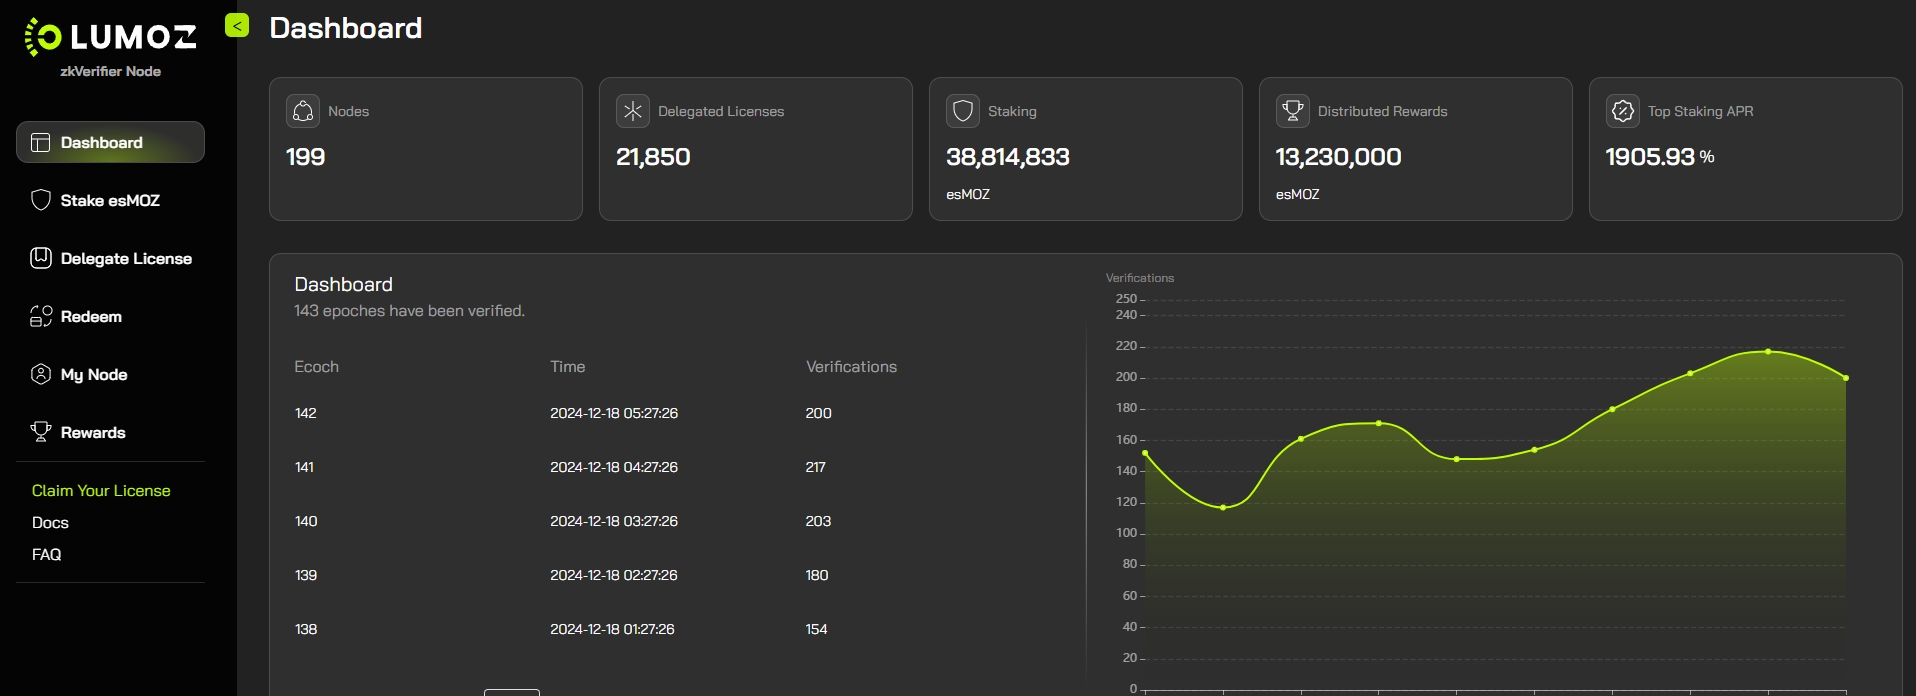 LUMOZ
zkVerifier Node
<
Dashboard
Stake esMOZ
Delegate License
Redeem
My Node
Rewards
Claim Your License
Docs
FAQ
Dashboard
Nodes
199
Delegated Licenses
21,850
Staking
38,814,833
esMOZ
Distributed Rewards
13,230,000
esMOZ
Top Staking APR
1905.93 %
Dashboard
143 epoches have been verified.
Ecoch Time Verifications
142 2024-12-18 05:27:26 200
141 2024-12-18 04:27:26 217
140 2024-12-18 03:27:26 203
139 2024-12-18 02:27:26 180
138 2024-12-18 01:27:26 154
Verifications
250
240
220
200
180
160
140
120
100
80
60
40
20
0